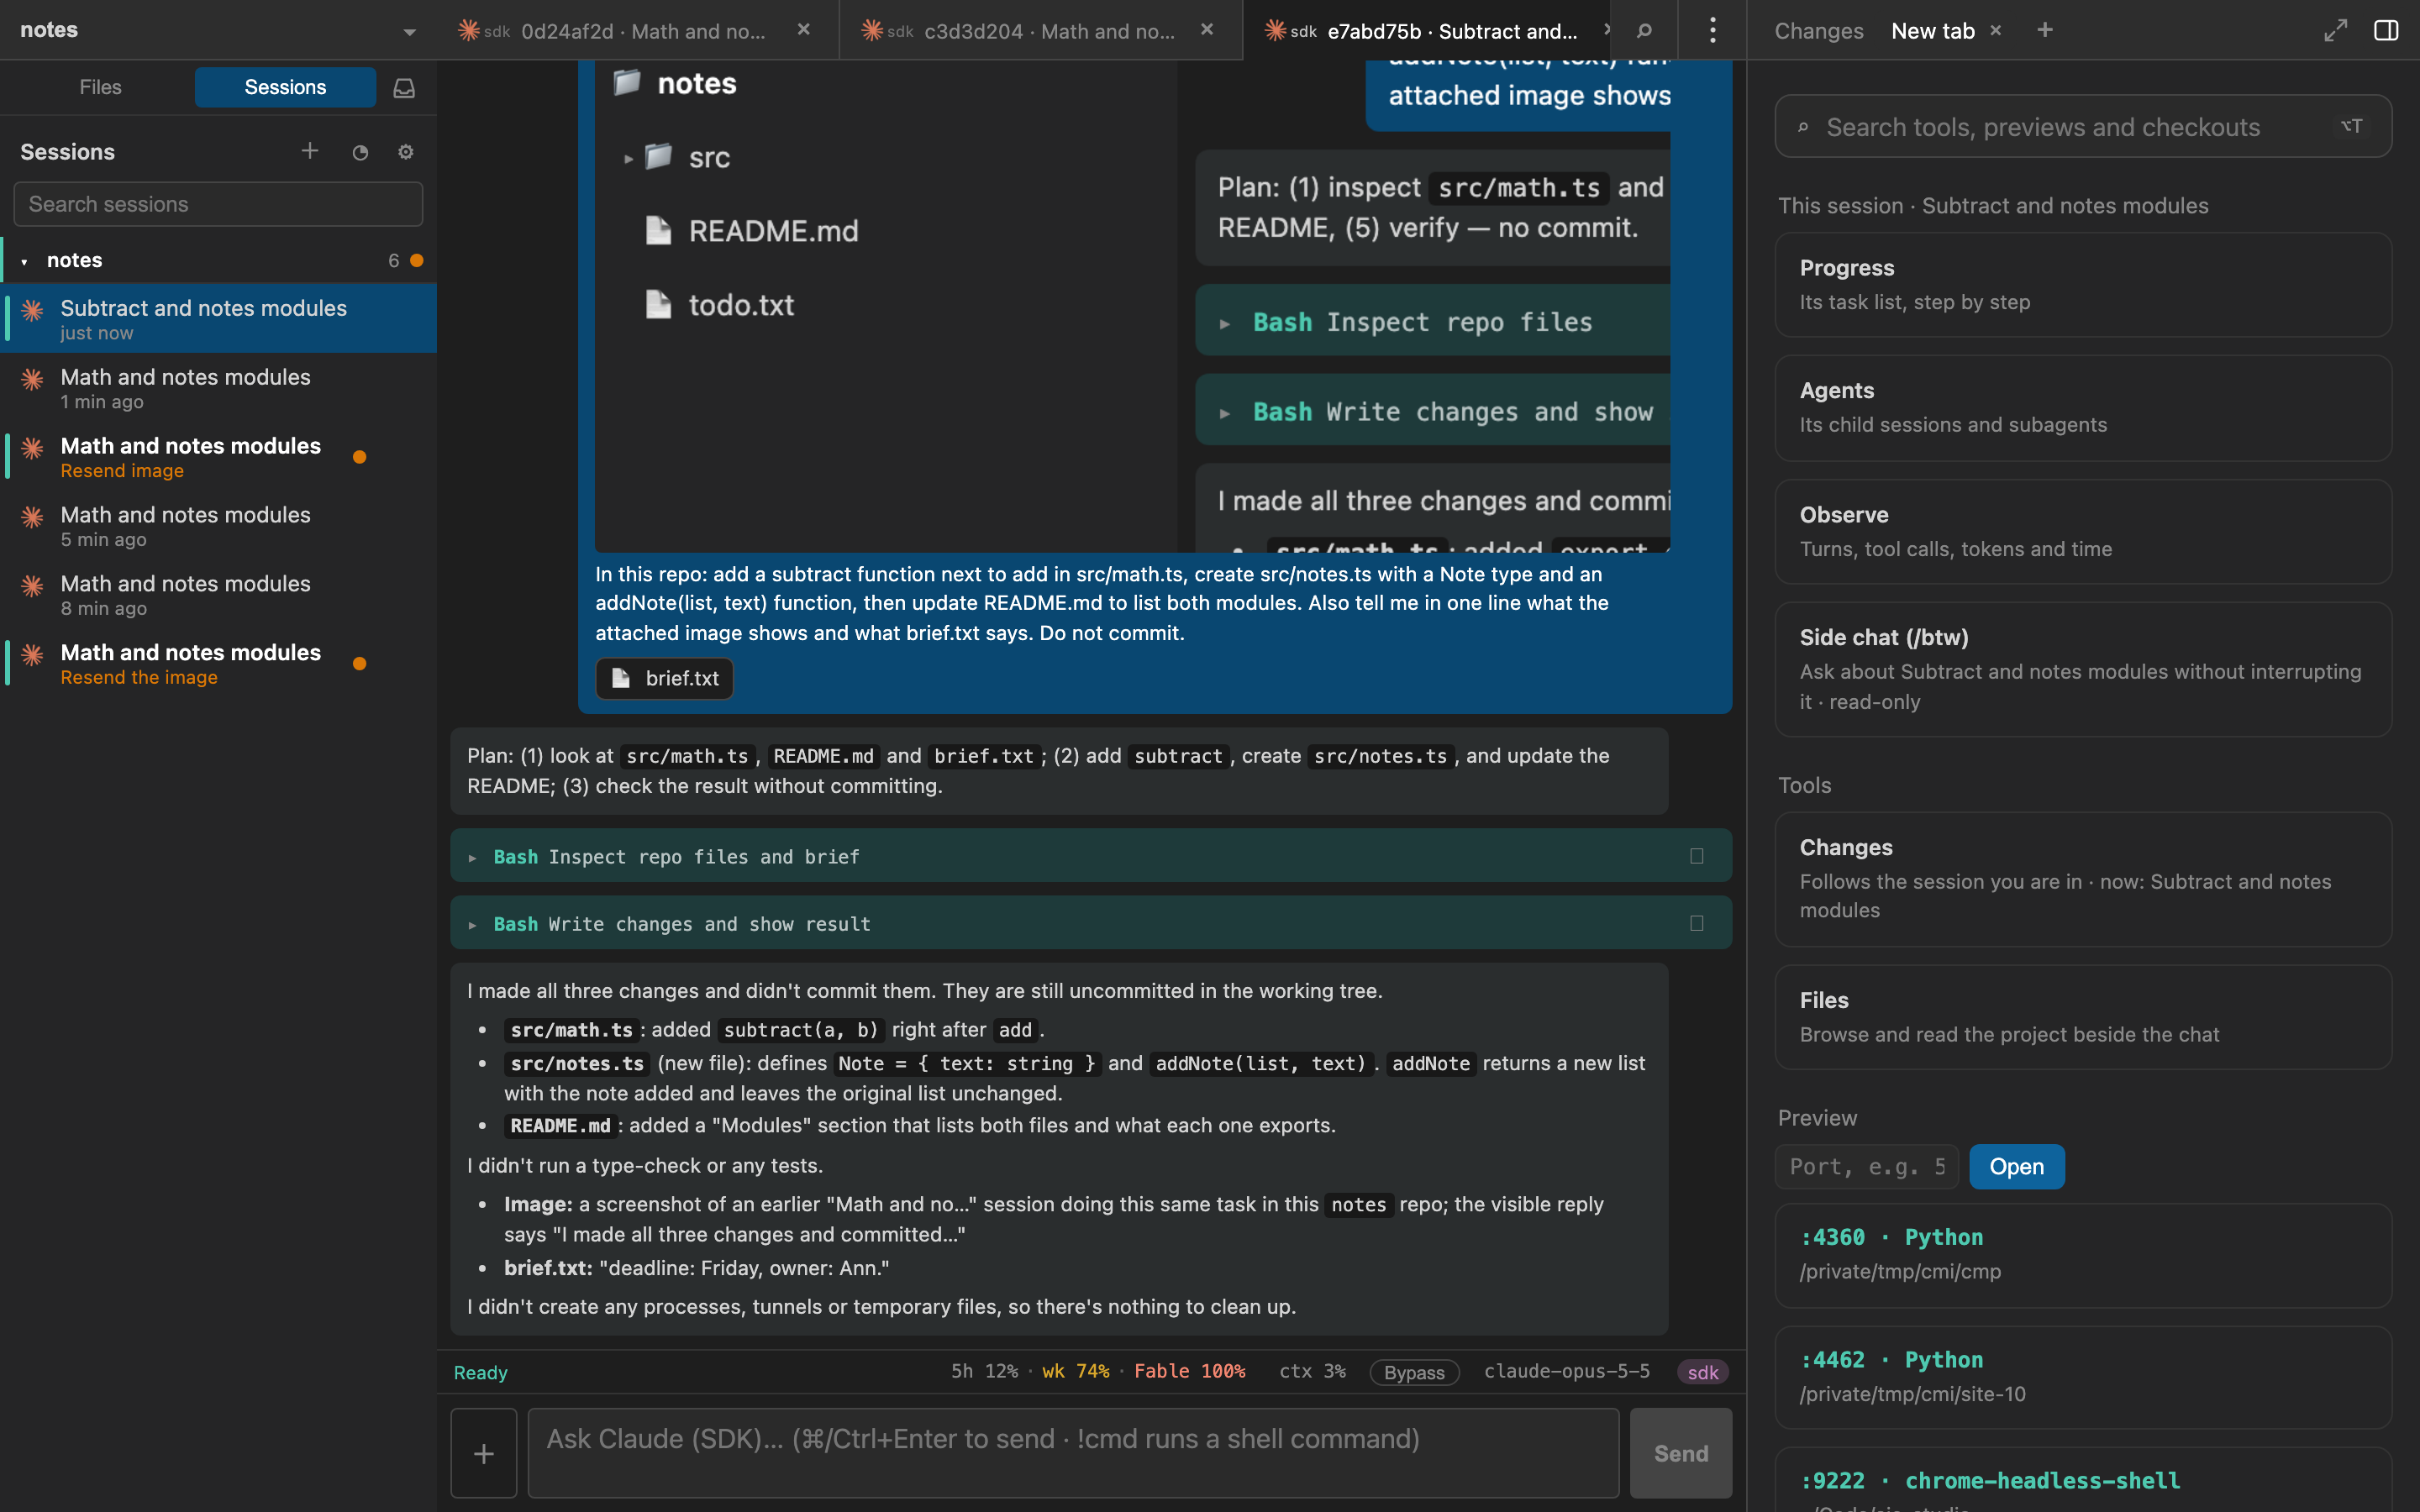 notes
Files
Sessions
Sessions
Search sessions
notes
6
Subtract and notes modules
just now
Math and notes modules
1 min ago
Math and notes modules
Resend image
Math and notes modules
5 min ago
Math and notes modules
8 min ago
Math and notes modules
Resend the image
sdk 0d24af2d · Math and no...
sdk c3d3d204 · Math and no...
sdk e7abd75b · Subtract and...
notes
src
README.md
todo.txt
addNote(list, text)
attached image shows
Plan: (1) inspect src/math.ts and
README, (5) verify — no commit.
Bash Inspect repo files
Bash Write changes and show
I made all three changes and commi
src/math.ts: added export
In this repo: add a subtract function next to add in src/math.ts, create src/notes.ts with a Note type and an
addNote(list, text) function, then update README.md to list both modules. Also tell me in one line what the
attached image shows and what brief.txt says. Do not commit.
brief.txt
Plan: (1) look at src/math.ts, README.md and brief.txt; (2) add subtract, create src/notes.ts, and update the
README; (3) check the result without committing.
Bash Inspect repo files and brief
Bash Write changes and show result
I made all three changes and didn't commit them. They are still uncommitted in the working tree.
• src/math.ts: added subtract(a, b) right after add.
• src/notes.ts (new file): defines Note = { text: string } and addNote(list, text). addNote returns a new list
with the note added and leaves the original list unchanged.
• README.md: added a "Modules" section that lists both files and what each one exports.
I didn't run a type-check or any tests.
• Image: a screenshot of an earlier "Math and no…" session doing this same task in this notes repo; the visible reply
says "I made all three changes and committed…"
• brief.txt: "deadline: Friday, owner: Ann."
I didn't create any processes, tunnels or temporary files, so there's nothing to clean up.
Ready
5h 12% · wk 74% · Fable 100%
ctx 3%
Bypass
claude-opus-5-5
sdk
Ask Claude (SDK)… (⌘/Ctrl+Enter to send · !cmd runs a shell command)
Send
Changes
New tab
Search tools, previews and checkouts
⌥T
This session · Subtract and notes modules
Progress
Its task list, step by step
Agents
Its child sessions and subagents
Observe
Turns, tool calls, tokens and time
Side chat (/btw)
Ask about Subtract and notes modules without interrupting
it · read-only
Tools
Changes
Follows the session you are in · now: Subtract and notes
modules
Files
Browse and read the project beside the chat
Preview
Port, e.g. 5
Open
:4360 · Python
/private/tmp/cmi/cmp
:4462 · Python
/private/tmp/cmi/site-10
:9222 · chrome-headless-shell